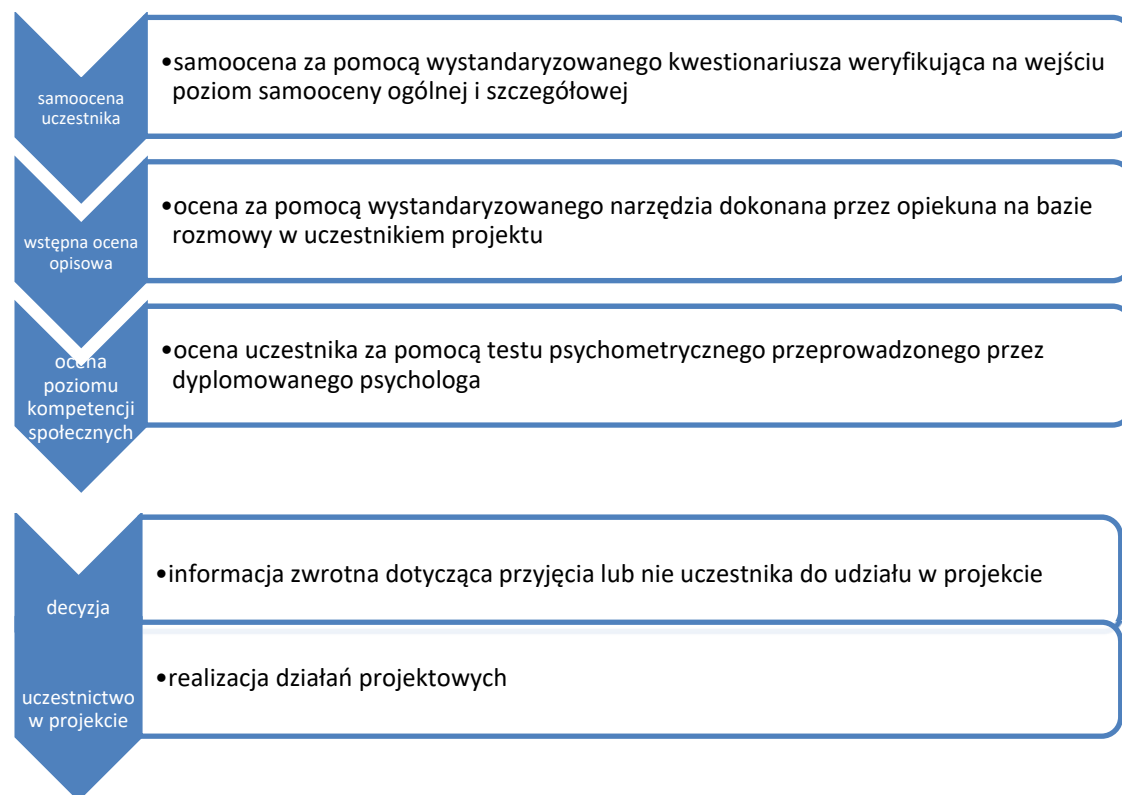 samoocena
uczestnika
•samoocena za pomocą wystandaryzowanego kwestionariusza weryfikująca na wejściu
poziom samooceny ogólnej i szczegółowej
wstępna ocena
opisowa
•ocena za pomocą wystandaryzowanego narzędzia dokonana przez opiekuna na bazie
rozmowy w uczestnikiem projektu
ocena
poziomu
kompetencji
społecznych
•ocena uczestnika za pomocą testu psychometrycznego przeprowadzonego przez
dyplomowanego psychologa
decyzja
•informacja zwrotna dotycząca przyjęcia lub nie uczestnika do udziału w projekcie
uczestnictwo
w projekcie
•realizacja działań projektowych